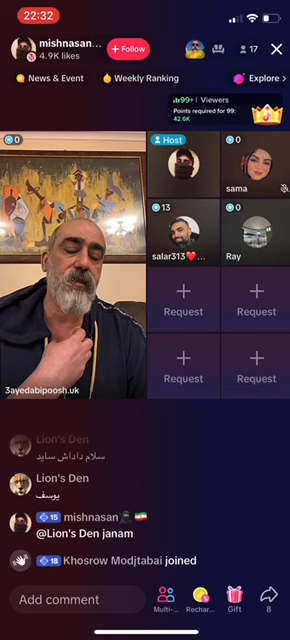 22:32
mishnasan...
4.9K likes
+ Follow
17
News & Event
Weekly Ranking
Explore >
99+ | Viewers
Points required for 99:
42.6K
0
Host
0
sama
13
salar313❤️ ...
0
Ray
+
Request
+
Request
+
Request
+
Request
3ayedabipoosh.uk
Lion's Den
سلام داداش ساید
Lion's Den
یوسف
15 mishnasan🥷🏿🇮🇷
@Lion's Den janam
18 Khosrow Modjtabai joined
Add comment
Multi-...
Rechar...
Gift
8